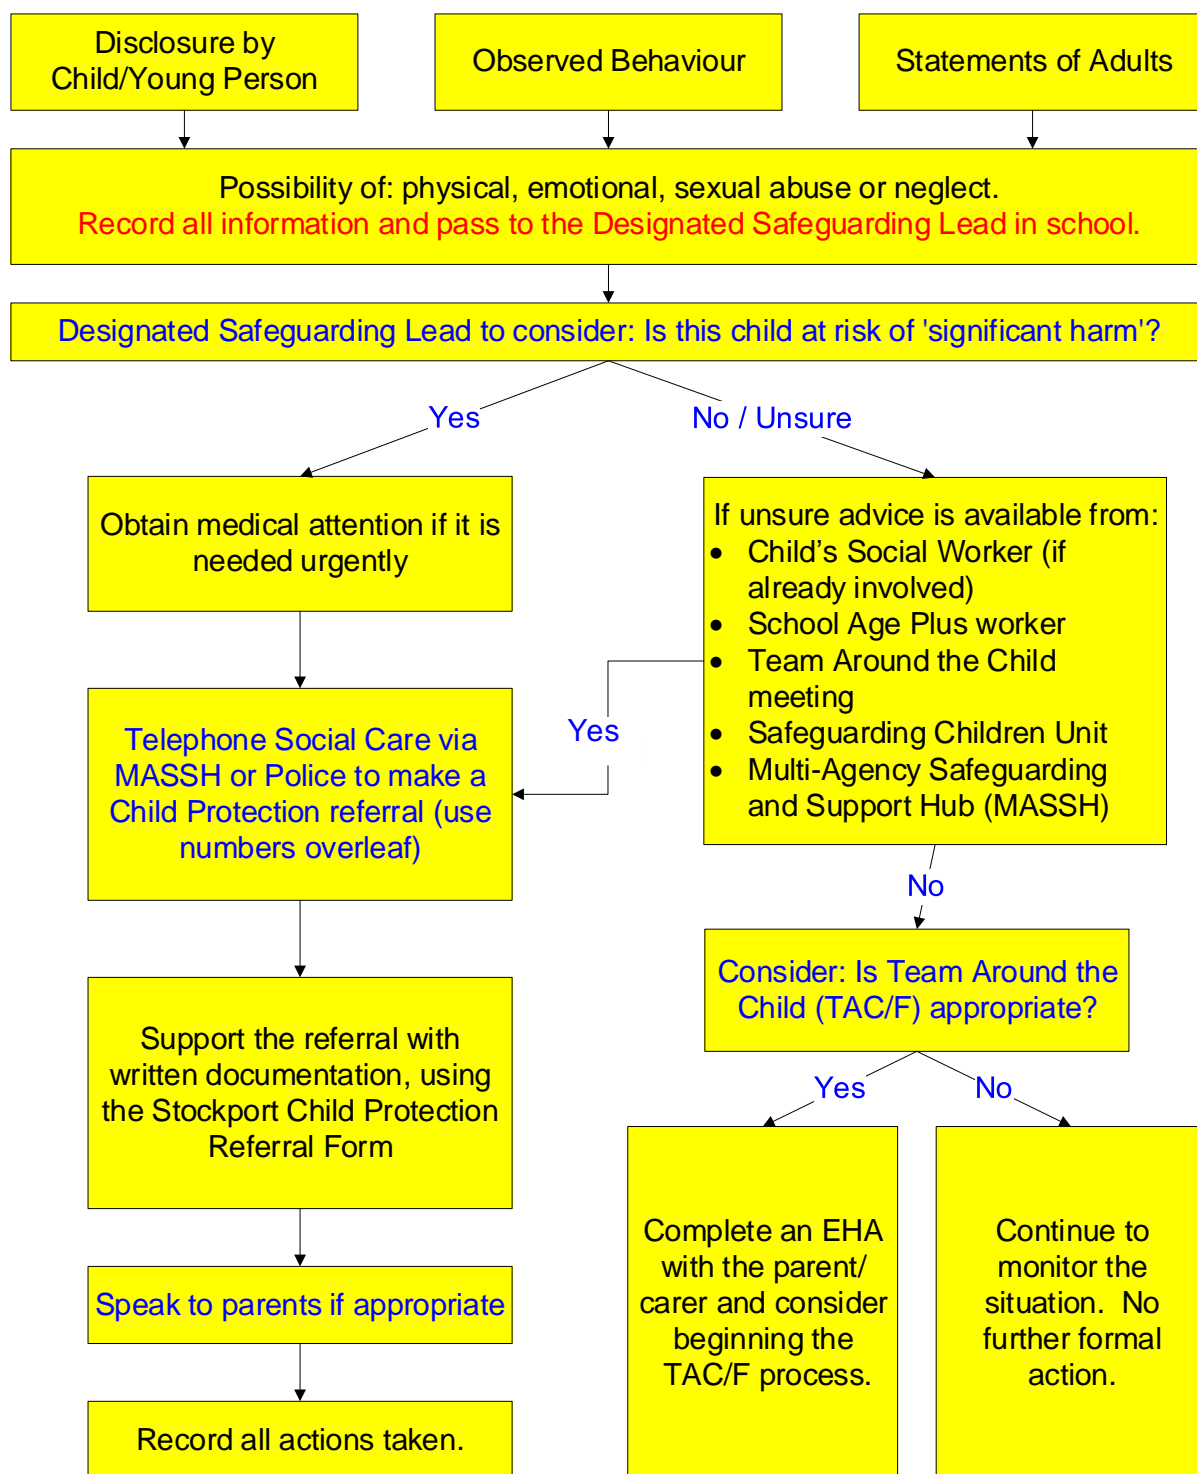 Disclosure by
Child/Young Person
Observed Behaviour
Statements of Adults
Possibility of: physical, emotional, sexual abuse or neglect.
Record all information and pass to the Designated Safeguarding Lead in school.
Designated Safeguarding Lead to consider: Is this child at risk of 'significant harm'?
Yes
No / Unsure
Obtain medical attention if it is
needed urgently
If unsure advice is available from:
• Child’s Social Worker (if
already involved)
• School Age Plus worker
• Team Around the Child
meeting
• Safeguarding Children Unit
• Multi-Agency Safeguarding
and Support Hub (MASSH)
Yes
Telephone Social Care via
MASSH or Police to make a
Child Protection referral (use
numbers overleaf)
No
Consider: Is Team Around the
Child (TAC/F) appropriate?
Support the referral with
written documentation, using
the Stockport Child Protection
Referral Form
Yes
No
Complete an EHA
with the parent/
carer and consider
beginning the
TAC/F process.
Continue to
monitor the
situation.  No
further formal
action.
Speak to parents if appropriate
Record all actions taken.